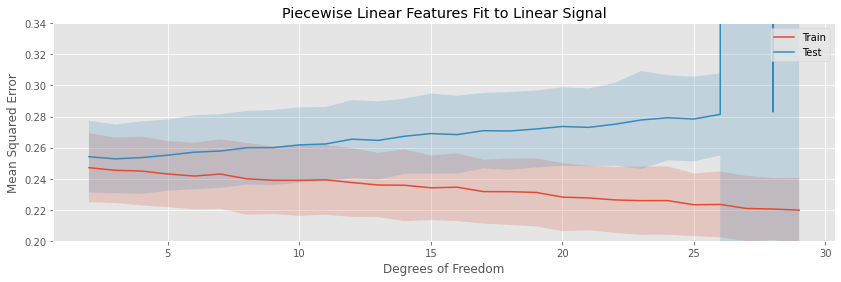 Piecewise Linear Features Fit to Linear Signal
Mean Squared Error
0.34
0.32
0.30
0.28
0.26
0.24
0.22
0.20
Train
Test
5
10
15
20
25
30
Degrees of Freedom